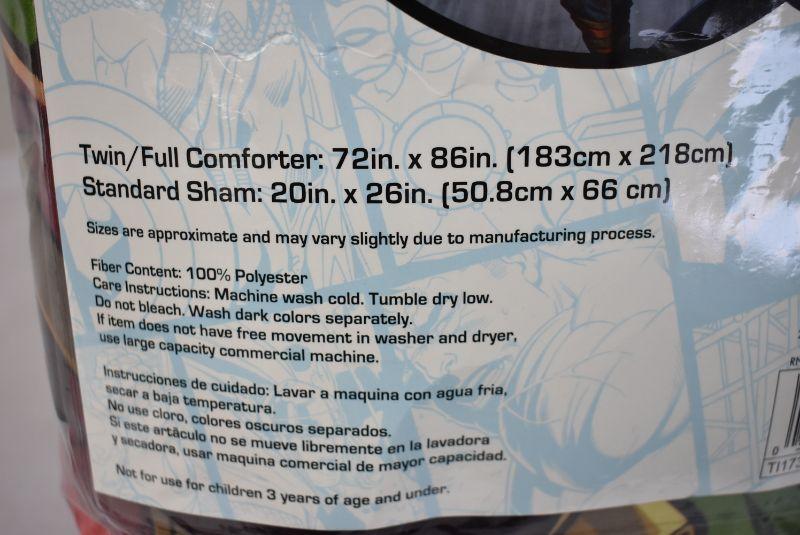 Twin/Full Comforter: 72in. x 86in. (183cm x 218cm)
Standard Sham: 20in. x 26in. (50.8cm x 66 cm)
Sizes are approximate and may vary slightly due to manufacturing process.
Fiber Content: 100% Polyester
Care Instructions: Machine wash cold. Tumble dry low.
Do not bleach. Wash dark colors separately.
If item does not have free movement in washer and dryer,
use large capacity commercial machine.
Instrucciones de cuidado: Lavar a maquina con agua fria,
secar a baja temperatura.
No use cloro, colores oscuros separados.
Si este artáculo no se mueve libremente en la lavadora
y secadora, usar maquina comercial de mayor capacidad.
Not for use for children 3 years of age and under.
0